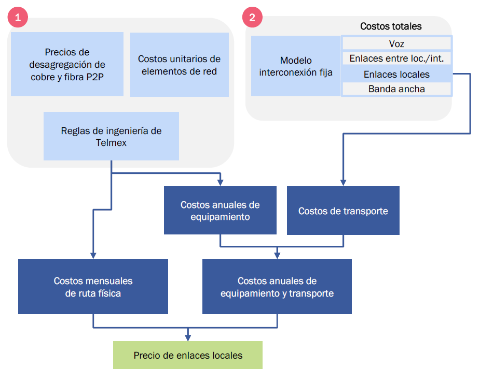 1
Precios de
desagregación de
cobre y fibra P2P
Costos unitarios de
elementos de red
Reglas de ingeniería de
Telmex
2
Costos totales
Modelo
interconexión fija
Voz
Enlaces entre loc./int.
Enlaces locales
Banda ancha
Costos anuales de
equipamiento
Costos de transporte
Costos mensuales
de ruta física
Costos anuales de
equipamiento y transporte
Precio de enlaces locales